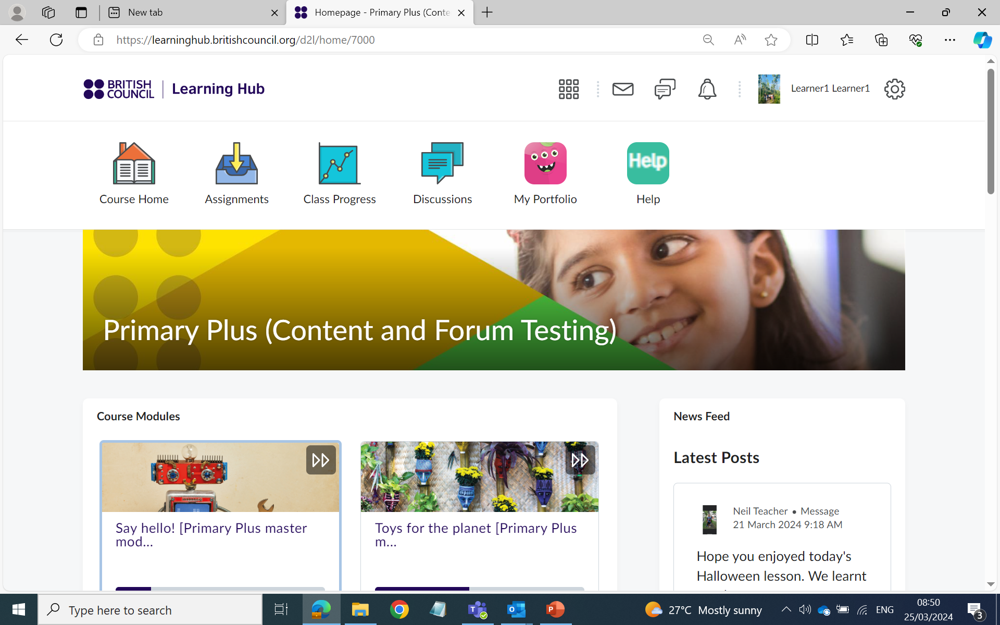 New tab
Homepage - Primary Plus (Conte
https://learninghub.britishcouncil.org/d2l/home/7000
BRITISH
COUNCIL
Learning Hub
Learner1 Learner1
Help
Course Home
Assignments
Class Progress
Discussions
My Portfolio
Help
Primary Plus (Content and Forum Testing)
Course Modules
Say hello! [Primary Plus master
mod...
Toys for the planet [Primary Plus
m...
News Feed
Latest Posts
Neil Teacher • Message
21 March 2024 9:18 AM
Hope you enjoyed today's
Halloween lesson. We learnt
Type here to search
27°C Mostly sunny
ENG
08:50
25/03/2024
3